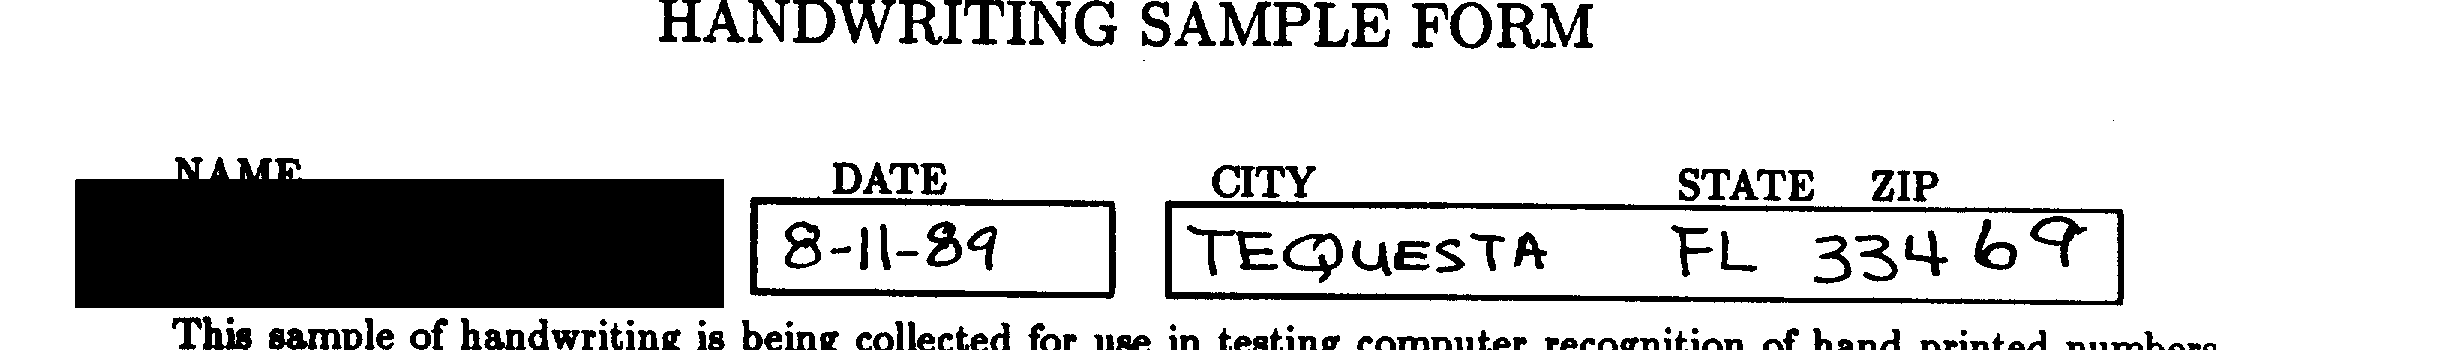 HANDWRITING SAMPLE FORM
NAME DATE CITY STATE ZIP
8-11-89 TEQUESTA FL 33469
This sample of handwriting is being collected for use in testing computer recognition of hand printed numbers